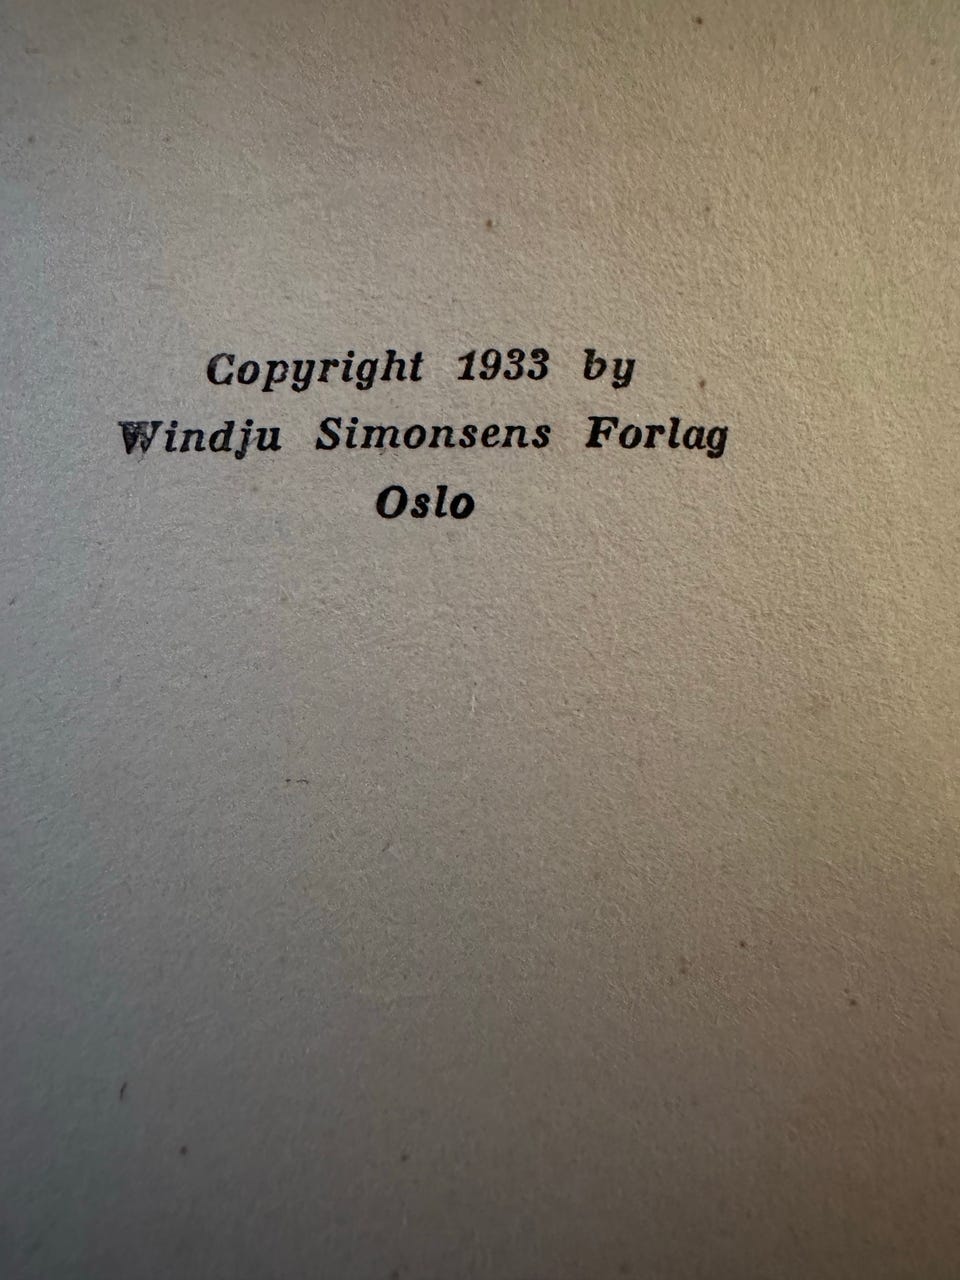 Copyright 1933 by
Windju Simonsens Forlag
Oslo